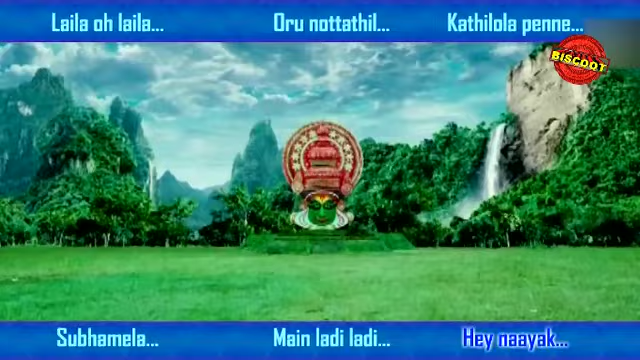 Laila oh laila...
Oru nottathil...
Kathilola penne...
BISCOOT
Subhamela...
Main ladi ladi...
Hey naayak...